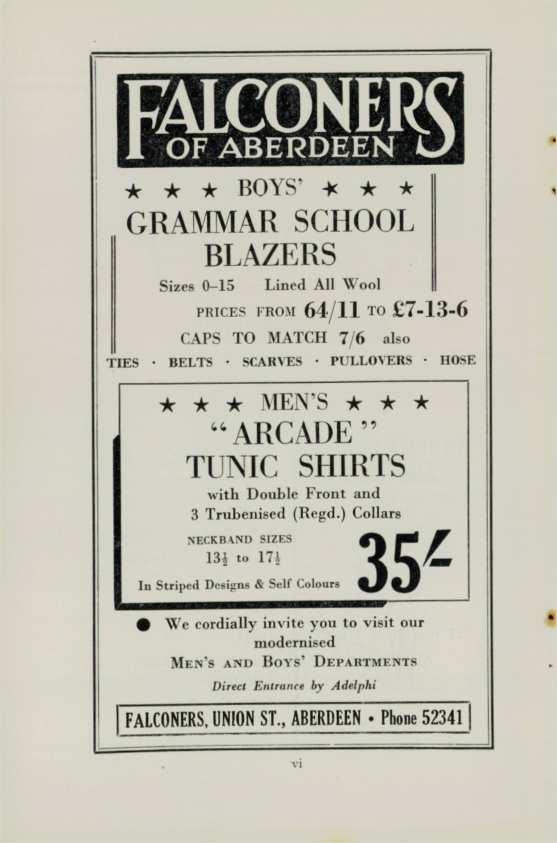 FALCONERS
OF ABERDEEN
★ ★ ★ BOYS' ★ ★ ★
GRAMMAR SCHOOL
BLAZERS
Sizes 0–15 Lined All Wool
PRICES FROM 64/11 TO £7-13-6
CAPS TO MATCH 7/6 also
TIES · BELTS · SCARVES · PULLOVERS · HOSE
★ ★ ★ MEN'S ★ ★ ★
“ARCADE”
TUNIC SHIRTS
with Double Front and
3 Trubenised (Regd.) Collars
NECKBAND SIZES
13½ to 17½
35/-
In Striped Designs & Self Colours
● We cordially invite you to visit our
modernised
MEN'S AND BOYS' DEPARTMENTS
Direct Entrance by Adelphi
FALCONERS, UNION ST., ABERDEEN • Phone 52341
vi